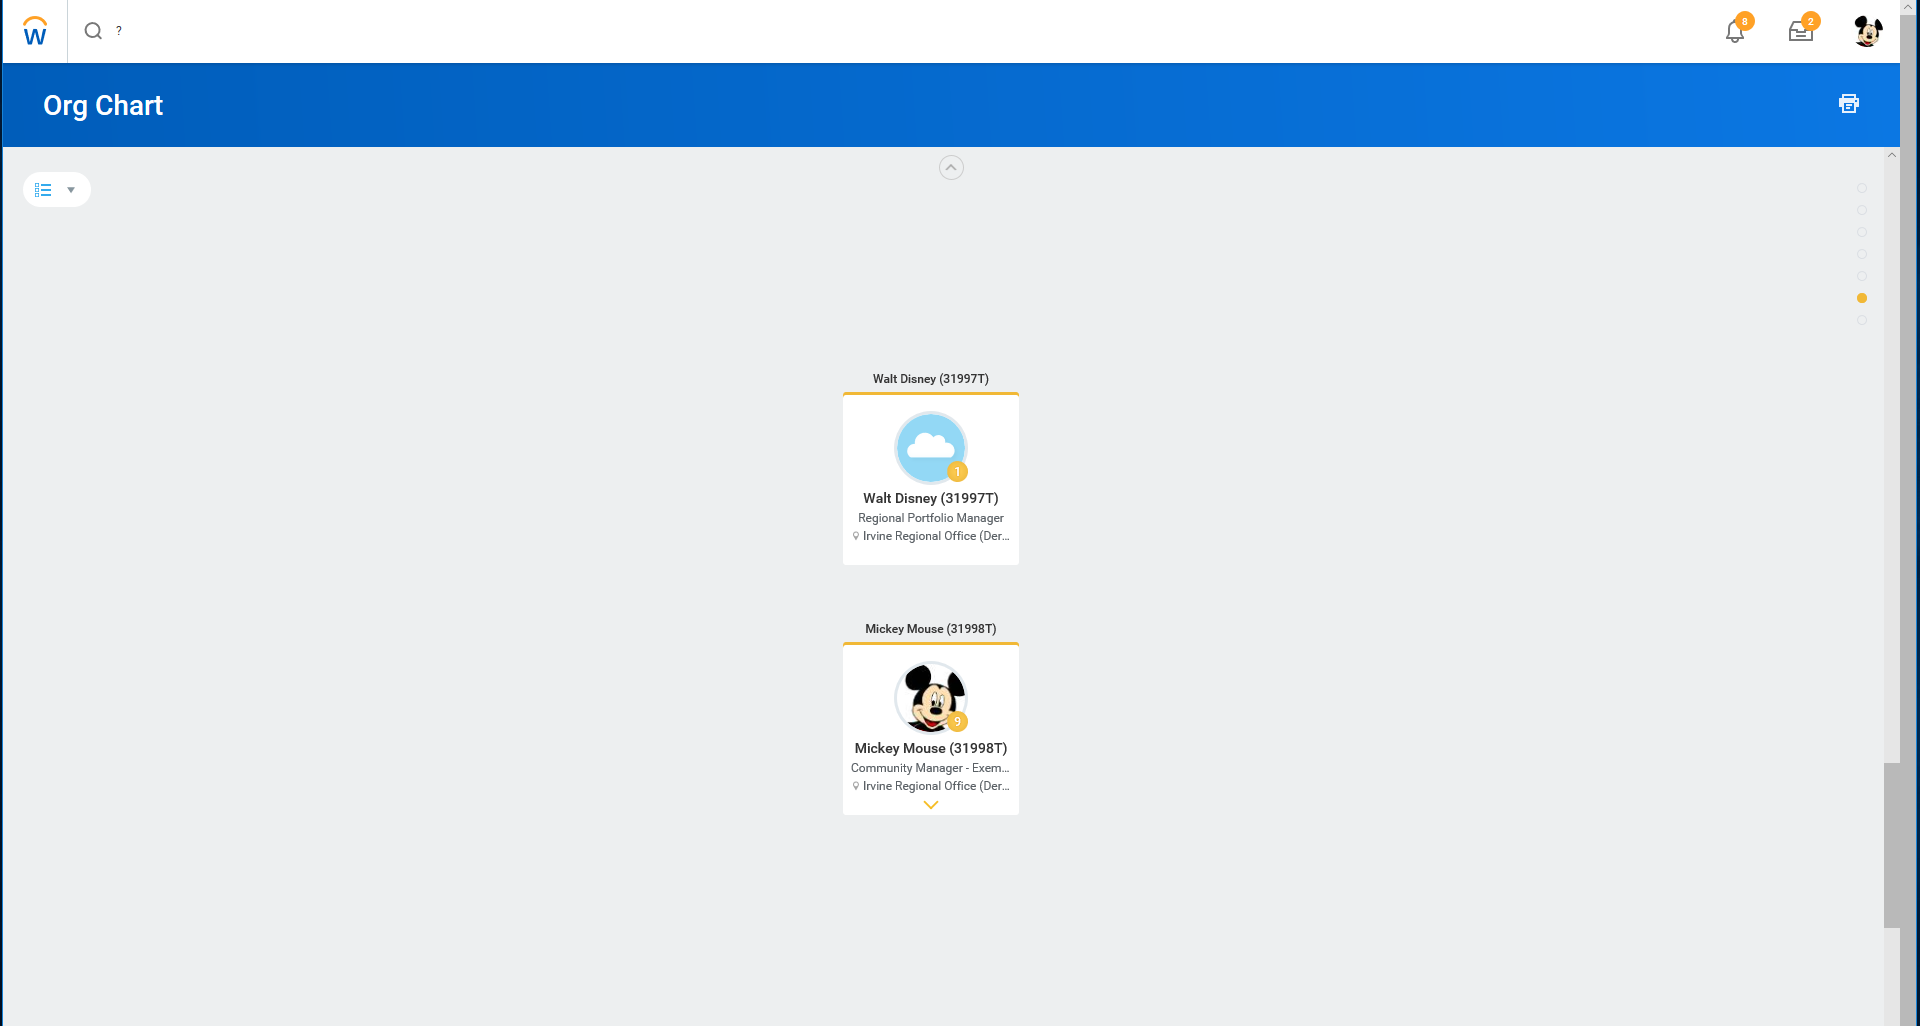 W
?
8
2
Org Chart
Walt Disney (31997T)
1
Walt Disney (31997T)
Regional Portfolio Manager
Irvine Regional Office (Der...
Mickey Mouse (31998T)
9
Mickey Mouse (31998T)
Community Manager - Exem...
Irvine Regional Office (Der...